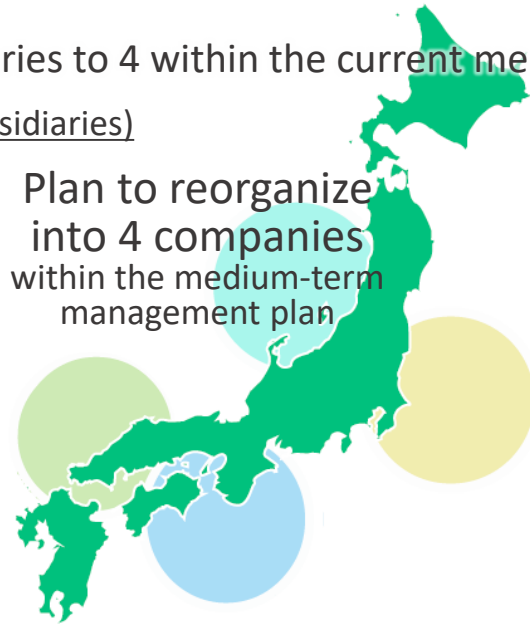 ries to 4 within the current me
sidiaries)
Plan to reorganize
into 4 companies
within the medium-term
management plan